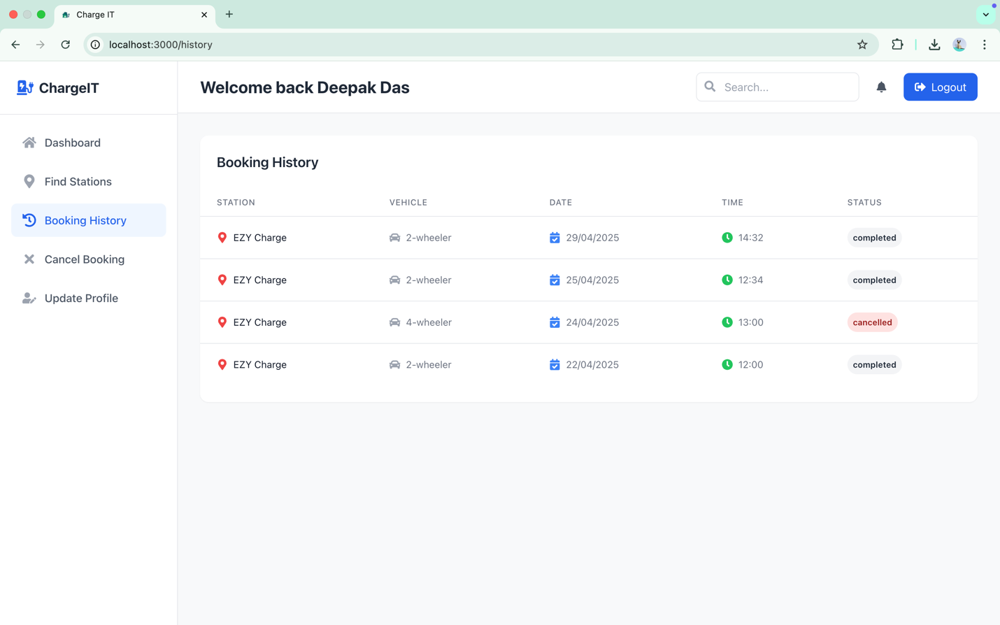 Charge IT
localhost:3000/history
ChargeIT
Welcome back Deepak Das
Search...
Logout
Dashboard
Find Stations
Booking History
Cancel Booking
Update Profile
Booking History
STATION VEHICLE DATE TIME STATUS
EZY Charge 2-wheeler 29/04/2025 14:32 completed
EZY Charge 2-wheeler 25/04/2025 12:34 completed
EZY Charge 4-wheeler 24/04/2025 13:00 cancelled
EZY Charge 2-wheeler 22/04/2025 12:00 completed